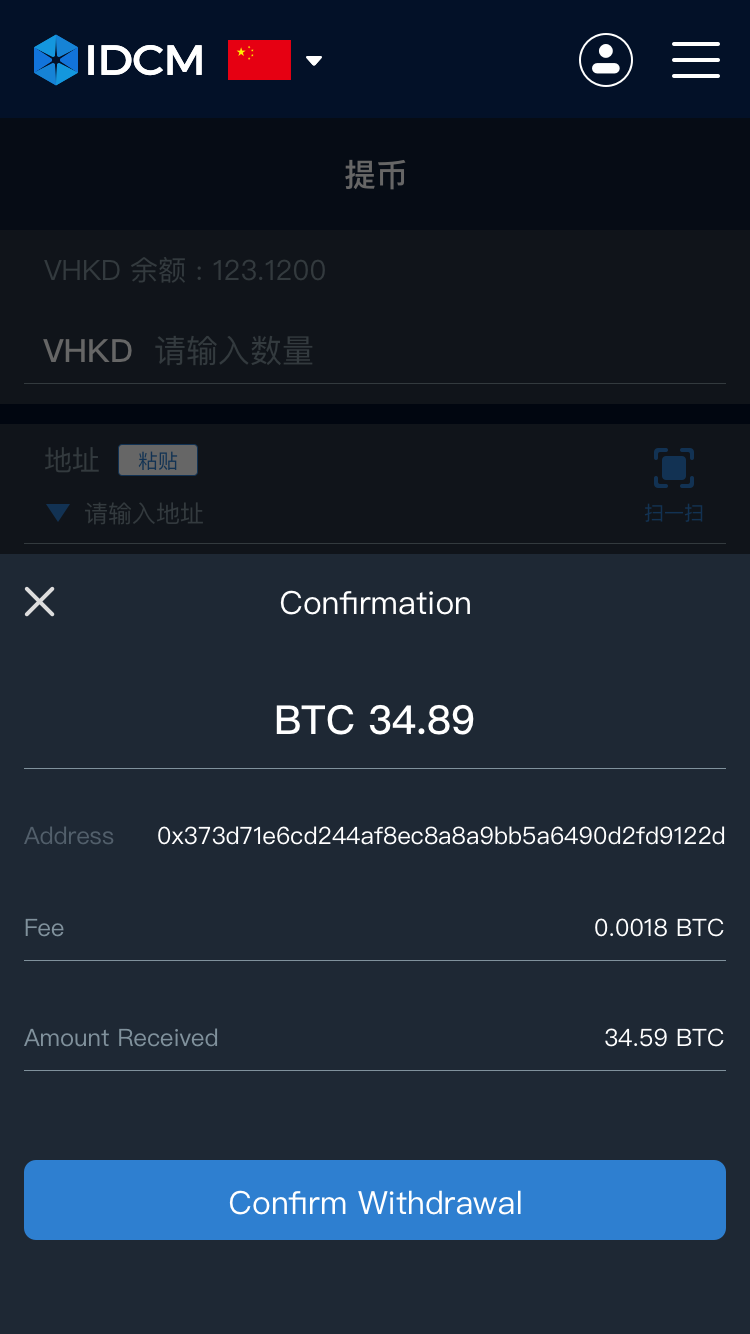 IDCM
提币
VHKD 余额：123.1200
VHKD 请输入数量
地址 粘贴
请输入地址 扫一扫
Confirmation
BTC 34.89
Address 0x373d71e6cd244af8ec8a8a9bb5a6490d2fd9122d
Fee 0.0018 BTC
Amount Received 34.59 BTC
Confirm Withdrawal